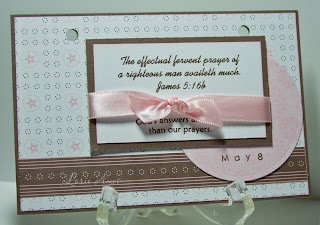 The effectual fervent prayer of
a righteous man availeth much.
James 5:16b
God's answers
than our prayers.
May 8